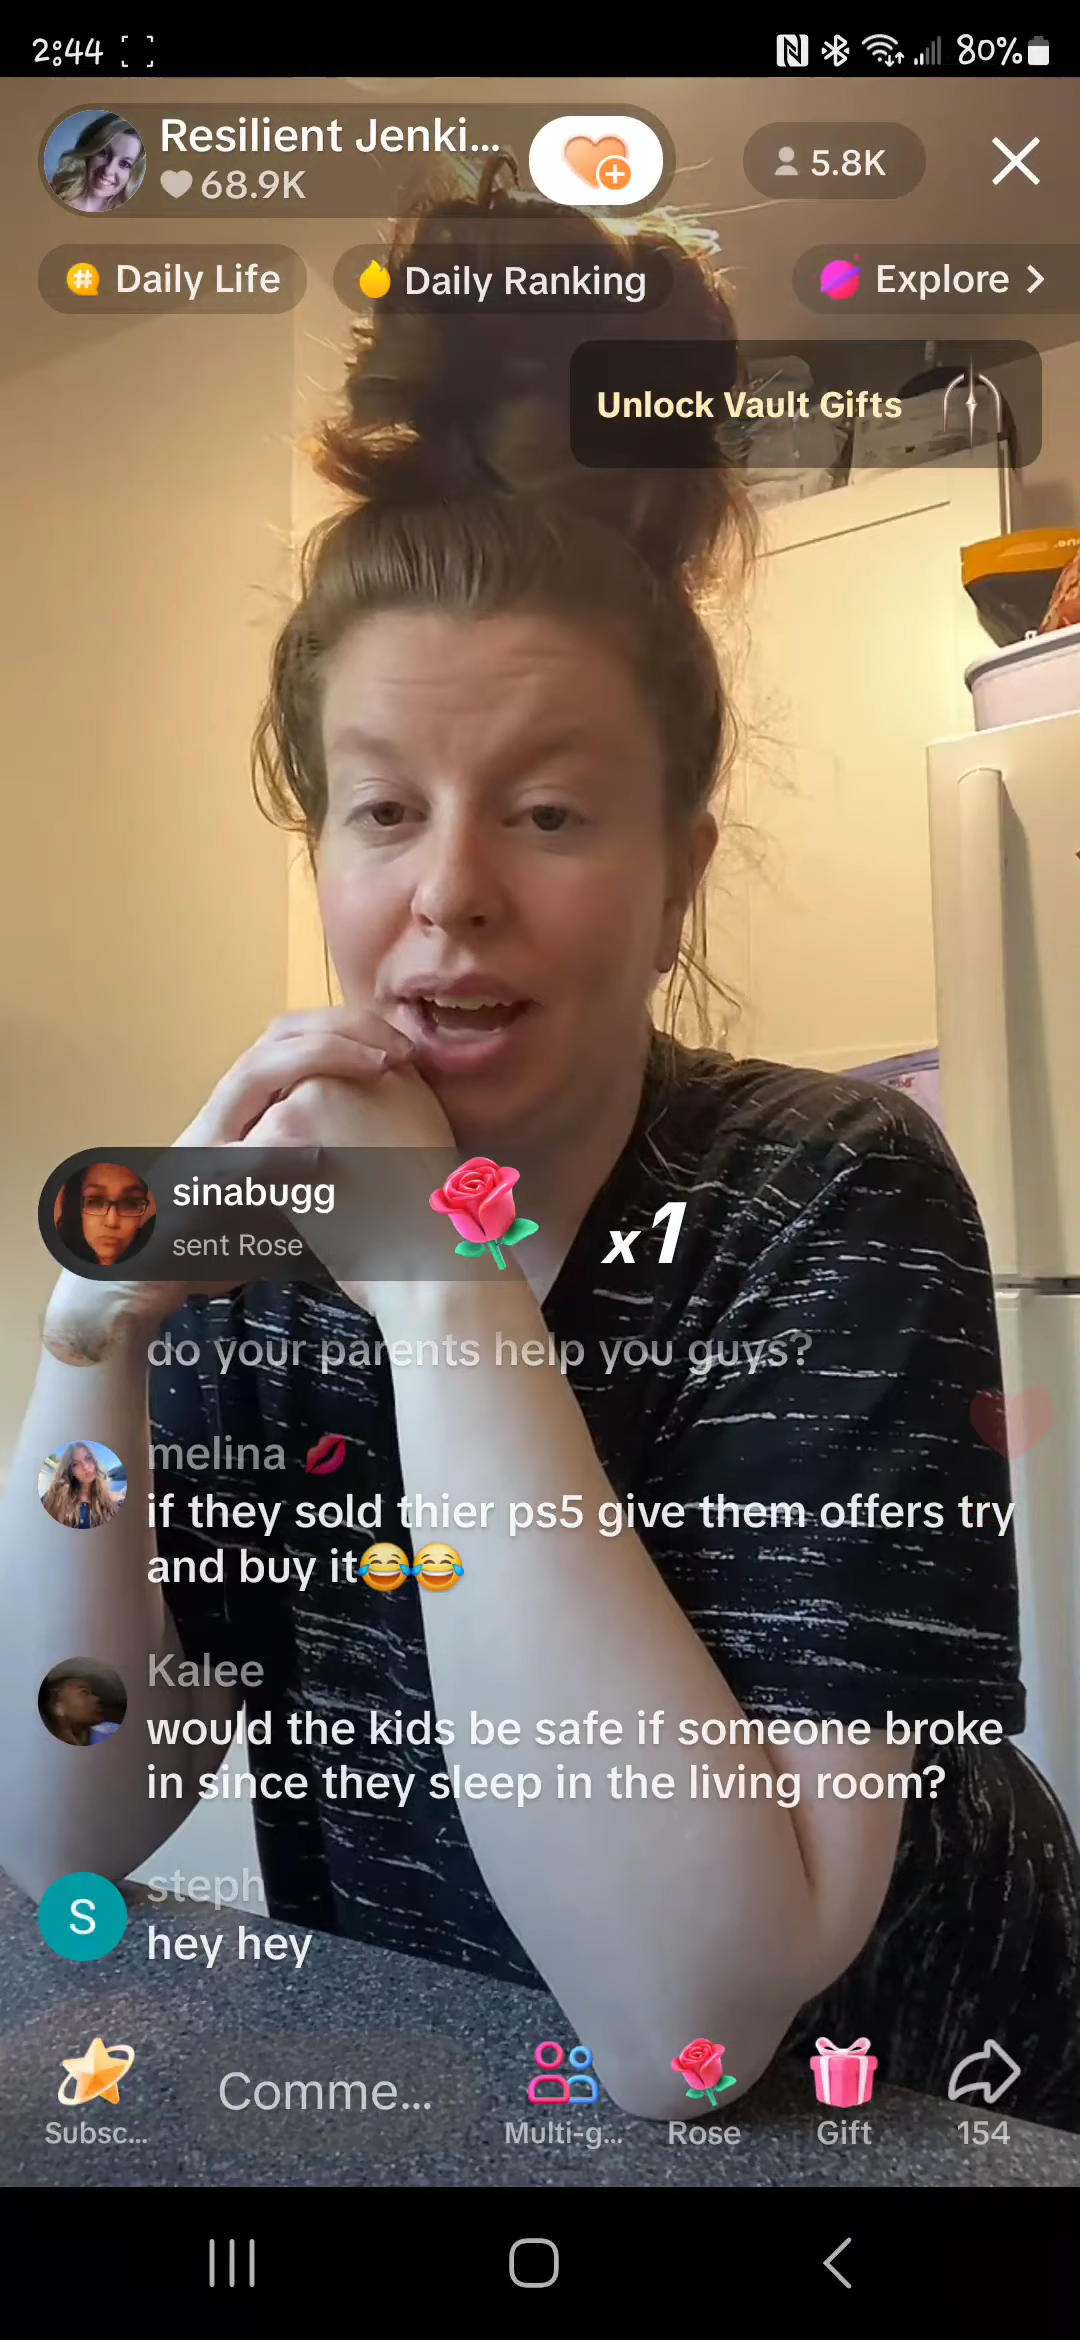 2:44
80%
Resilient Jenki...
68.9K
5.8K
Daily Life
Daily Ranking
Explore >
Unlock Vault Gifts
sinabugg
sent Rose
x1
do your parents help you guys?
melina 💋
if they sold thier ps5 give them offers try
and buy it😂😂
Kalee
would the kids be safe if someone broke
in since they sleep in the living room?
steph
S
hey hey
Comme...
Subsc...
Multi-g...
Rose
Gift
154